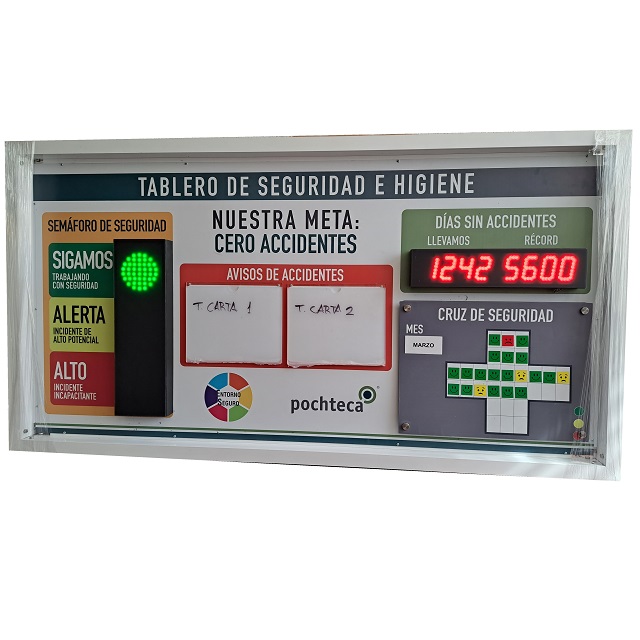 TABLERO DE SEGURIDAD E HIGIENE
SEMÁFORO DE SEGURIDAD
SIGAMOS
TRABAJANDO
CON SEGURIDAD
ALERTA
INCIDENTE DE
ALTO POTENCIAL
ALTO
INCIDENTE
INCAPACITANTE
NUESTRA META:
CERO ACCIDENTES
AVISOS DE ACCIDENTES
T. CARTA 1
T. CARTA 2
ENTORNO
SEGURO
pochteca
DÍAS SIN ACCIDENTES
LLEVAMOS RÉCORD
1242 5600
CRUZ DE SEGURIDAD
MES
MARZO